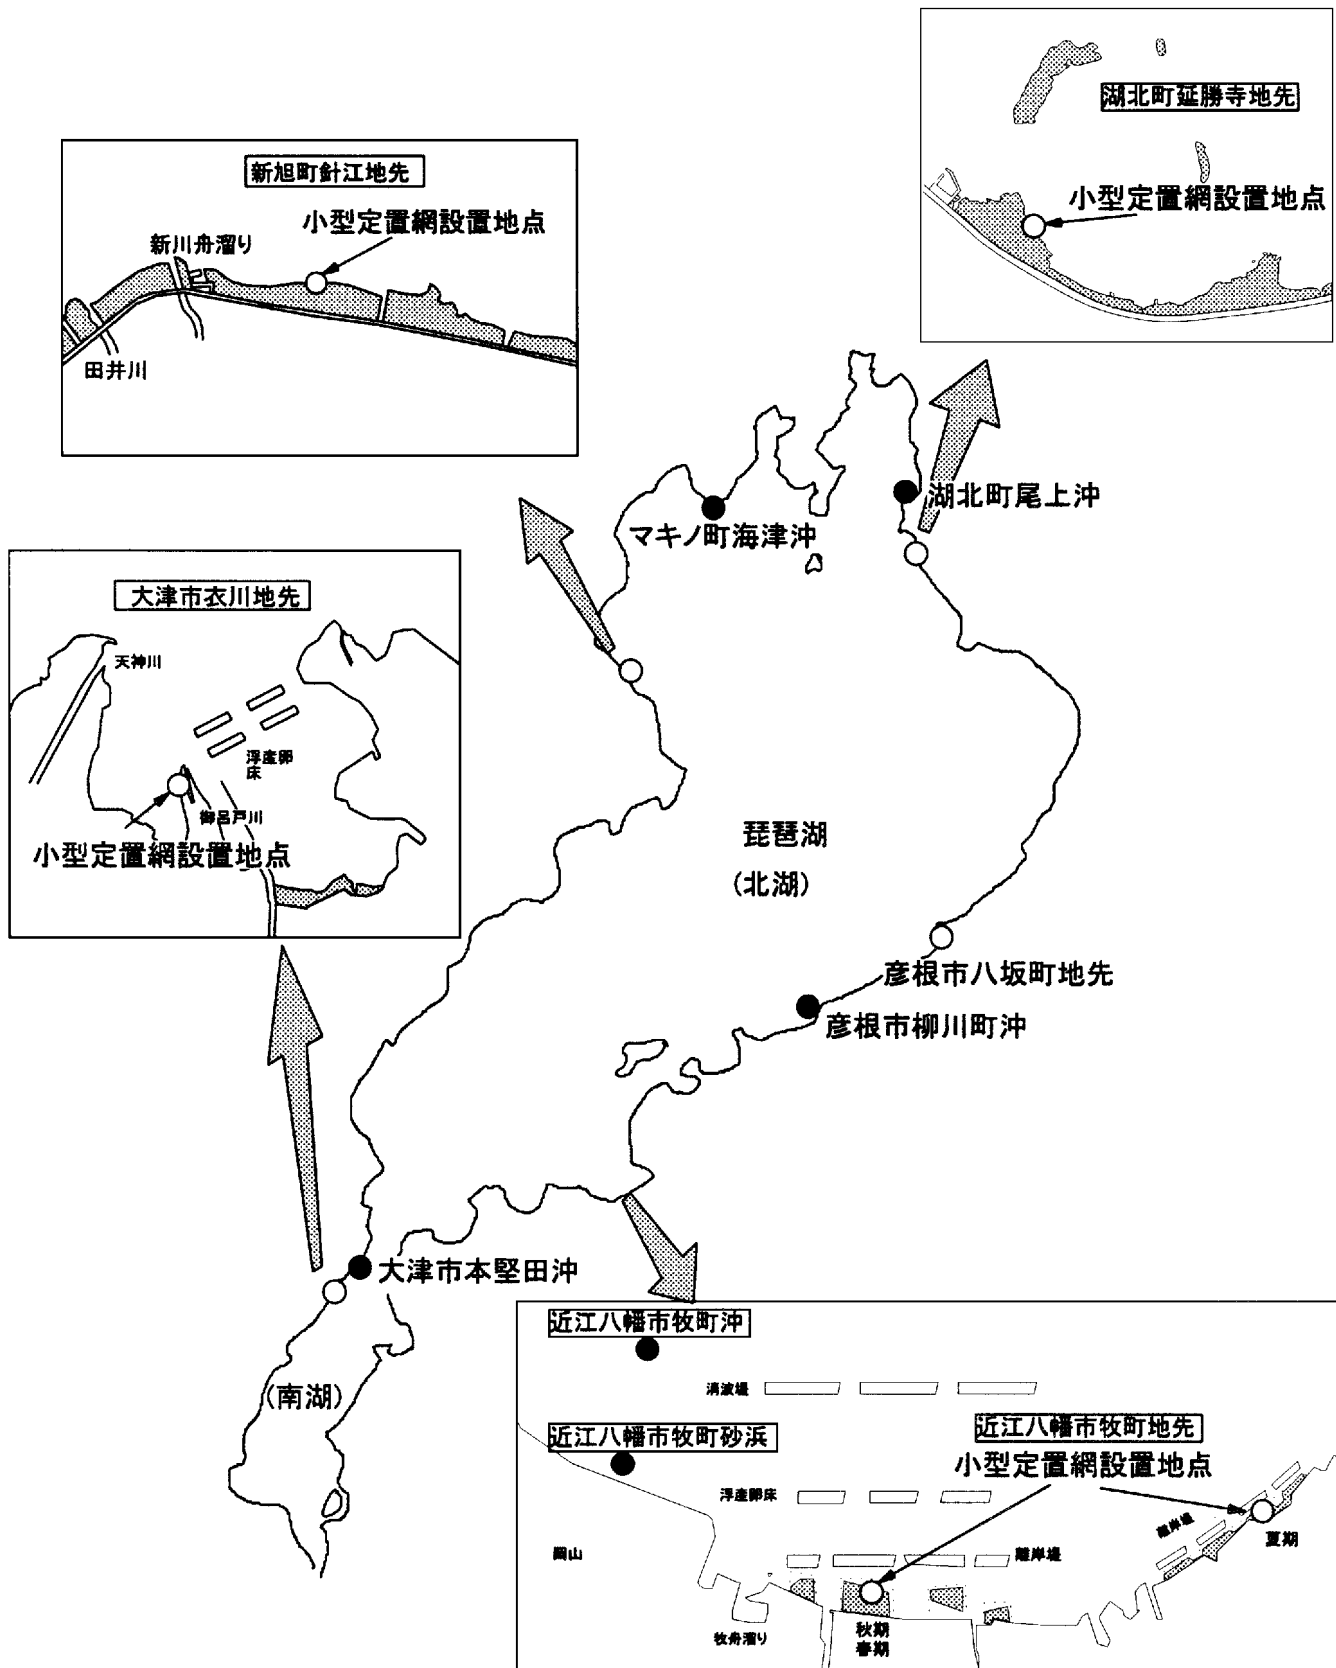 湖北町延勝寺地先
小型定置網設置地点
新旭町針江地先
小型定置網設置地点
新川舟溜り
田井川
湖北町尾上沖
マキノ町海津沖
大津市衣川地先
天神川
浮産卵
床
御呂戸川
小型定置網設置地点
琵琶湖
(北湖)
彦根市八坂町地先
彦根市柳川町沖
大津市本堅田沖
(南湖)
近江八幡市牧町沖
消波堤
近江八幡市牧町砂浜
近江八幡市牧町地先
小型定置網設置地点
浮産卵床
離岸堤
夏期
岡山
離岸堤
牧舟溜り
秋期
春期